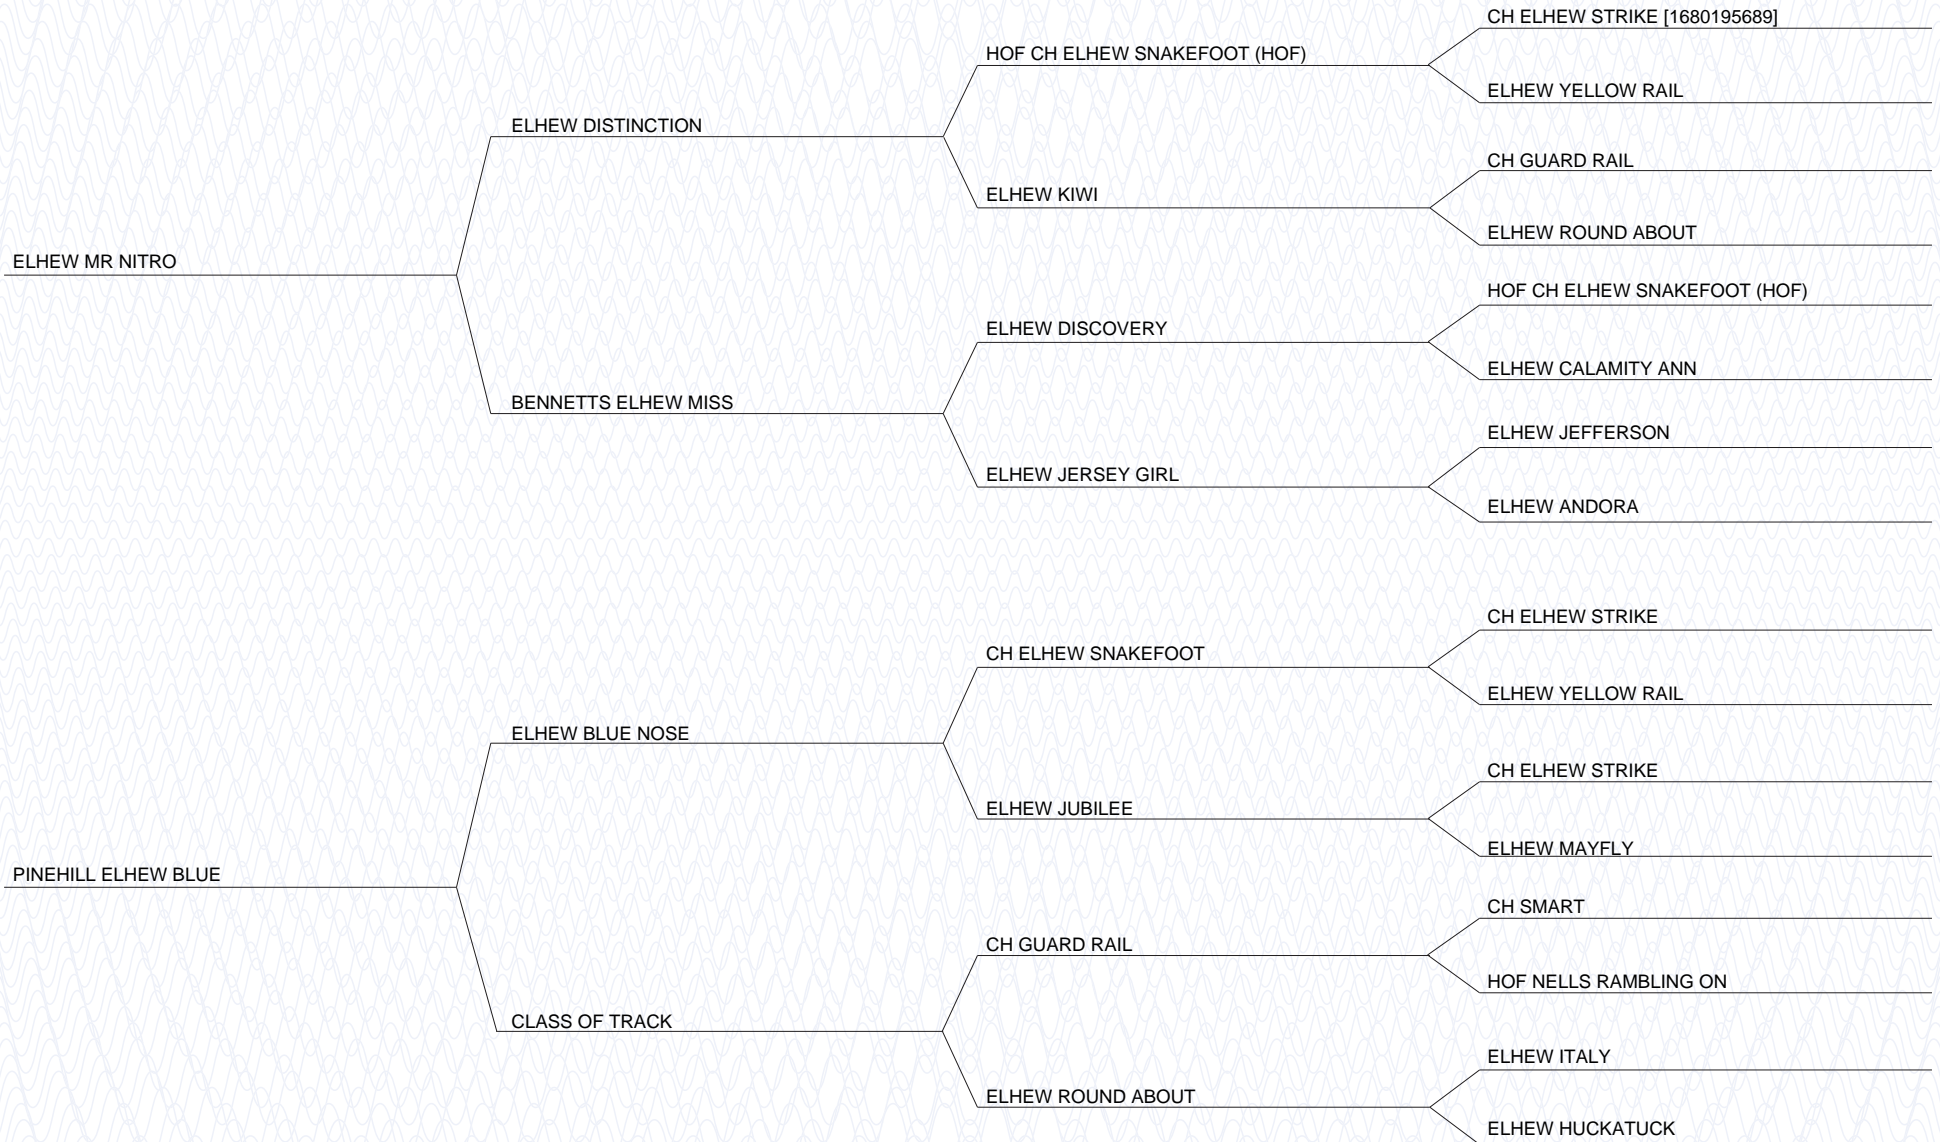 CH ELHEW STRIKE [1680195689]
HOF CH ELHEW SNAKEFOOT (HOF)
ELHEW YELLOW RAIL
ELHEW DISTINCTION
CH GUARD RAIL
ELHEW KIWI
ELHEW ROUND ABOUT
ELHEW MR NITRO
HOF CH ELHEW SNAKEFOOT (HOF)
ELHEW DISCOVERY
ELHEW CALAMITY ANN
BENNETTS ELHEW MISS
ELHEW JEFFERSON
ELHEW JERSEY GIRL
ELHEW ANDORA
CH ELHEW STRIKE
CH ELHEW SNAKEFOOT
ELHEW YELLOW RAIL
ELHEW BLUE NOSE
CH ELHEW STRIKE
ELHEW JUBILEE
ELHEW MAYFLY
PINEHILL ELHEW BLUE
CH SMART
CH GUARD RAIL
HOF NELLS RAMBLING ON
CLASS OF TRACK
ELHEW ITALY
ELHEW ROUND ABOUT
ELHEW HUCKATUCK